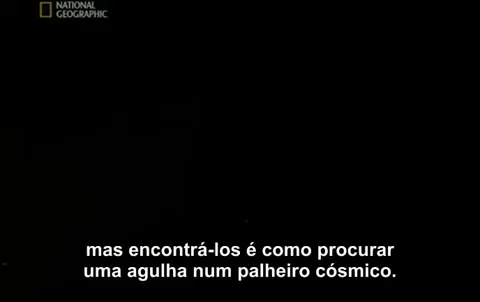 NATIONAL
GEOGRAPHIC
mas encontrá-los é como procurar
uma agulha num palheiro cósmico.